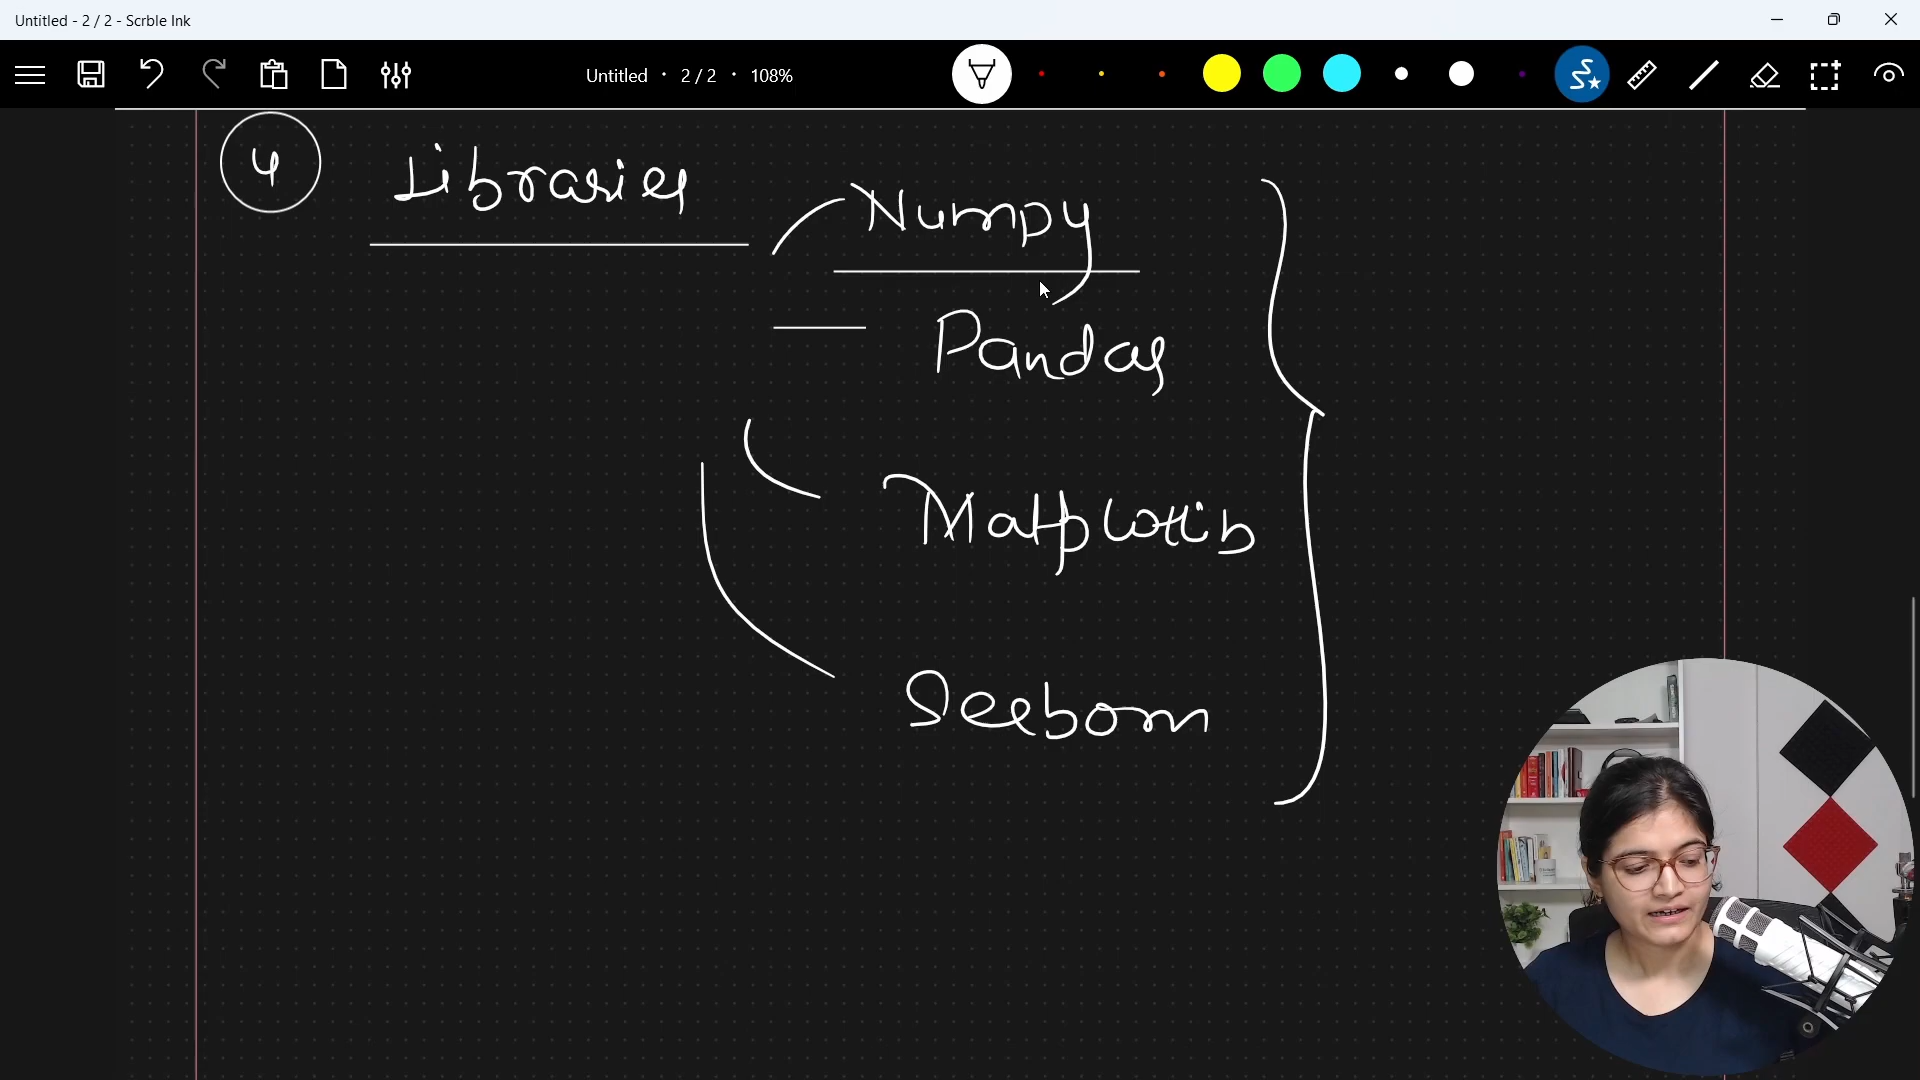 Untitled - 2 / 2 - Scrble Ink
Untitled • 2 / 2 • 108%
4 Libraries
Numpy
Pandas
Matplotlib
Seeborn